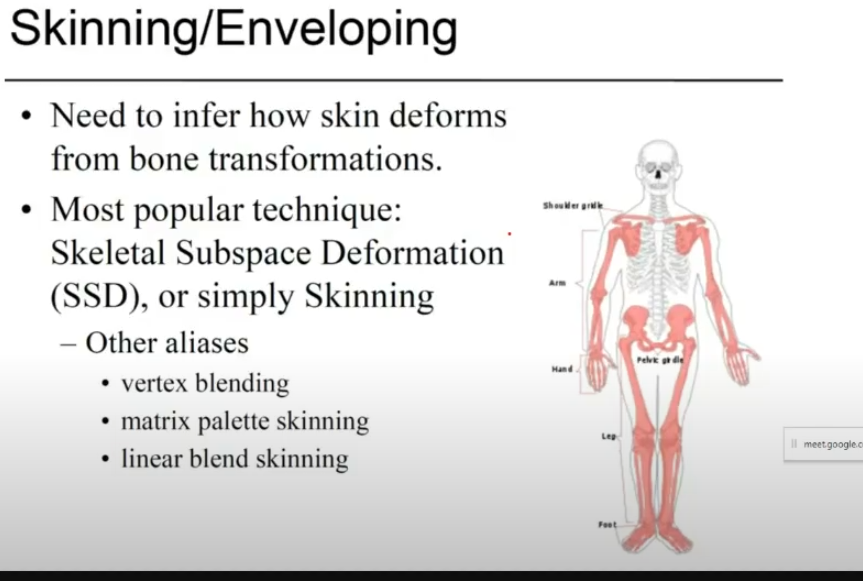 Skinning/Enveloping
• Need to infer how skin deforms
from bone transformations.
• Most popular technique:
Skeletal Subspace Deformation
(SSD), or simply Skinning
– Other aliases
• vertex blending
• matrix palette skinning
• linear blend skinning
Shoulder girdle
Arm
Hand
Pelvic girdle
Leg
Foot
meet.google.c